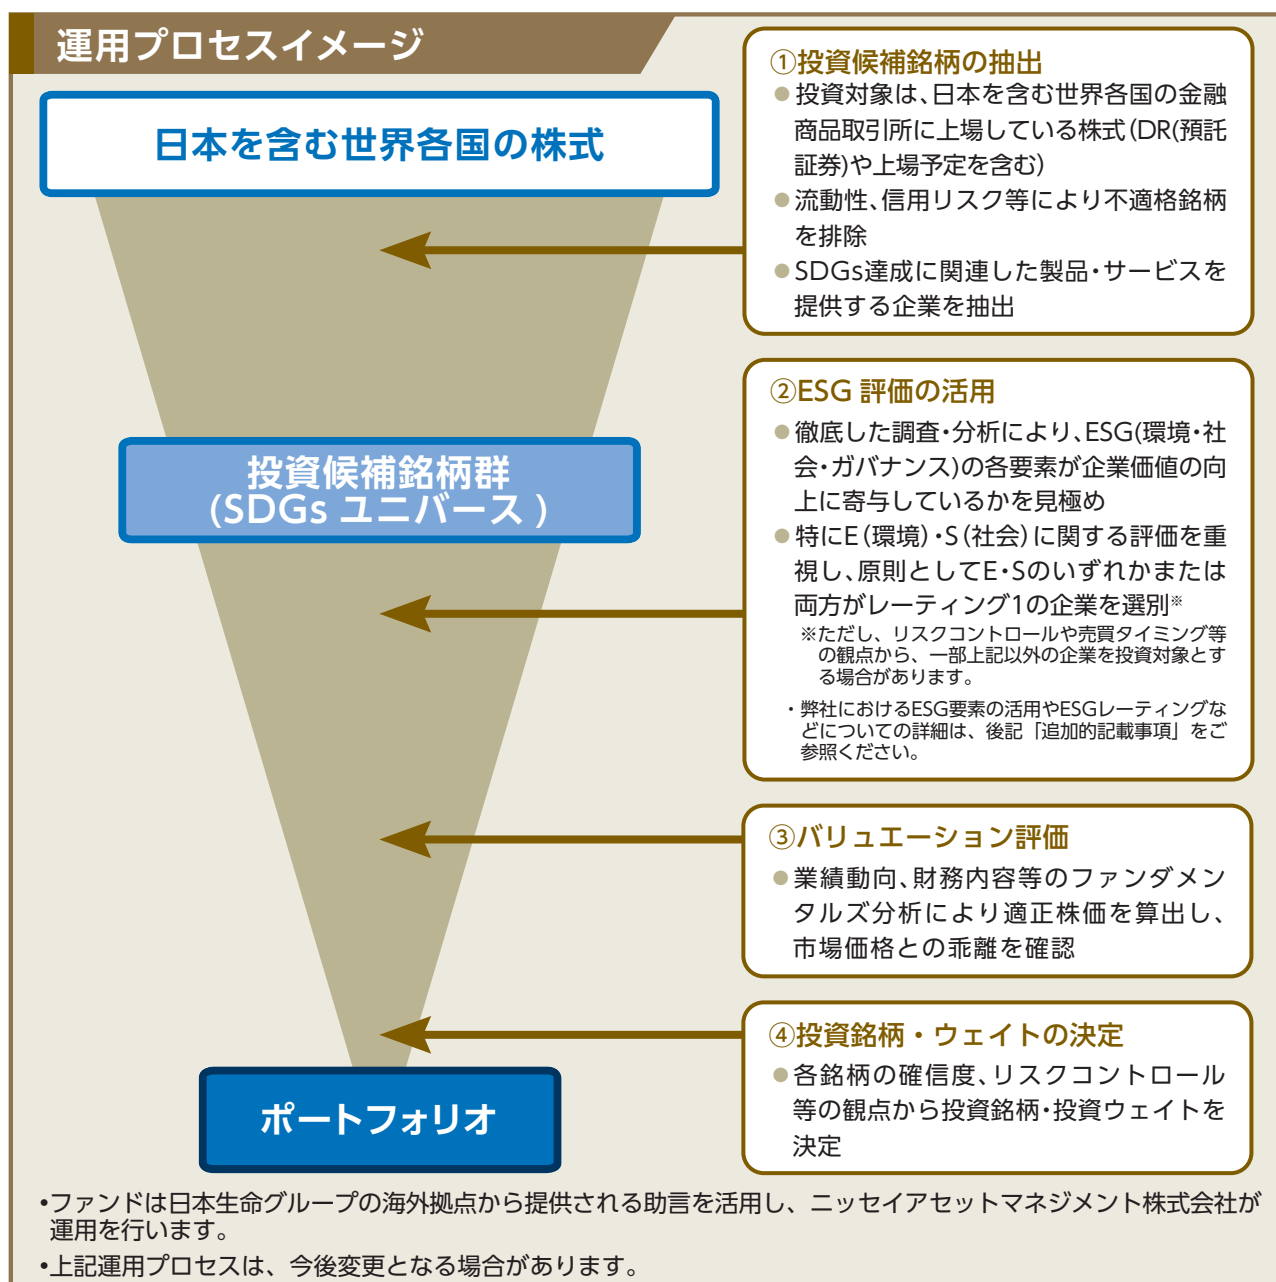 運用プロセスイメージ
日本を含む世界各国の株式
①投資候補銘柄の抽出
●投資対象は、日本を含む世界各国の金融
商品取引所に上場している株式(DR(預託
証券)や上場予定を含む)
●流動性、信用リスク等により不適格銘柄
を排除
●SDGs達成に関連した製品・サービスを
提供する企業を抽出
投資候補銘柄群
(SDGs ユニバース )
②ESG 評価の活用
●徹底した調査・分析により、ESG(環境・社
会・ガバナンス)の各要素が企業価値の向
上に寄与しているかを見極め
●特にE(環境)・S(社会)に関する評価を重
視し、原則としてE・Sのいずれかまたは
両方がレーティング1の企業を選別※
※ただし、リスクコントロールや売買タイミング等
の観点から、一部上記以外の企業を投資対象とす
る場合があります。
・弊社におけるESG要素の活用やESGレーティングな
どについての詳細は、後記「追加的記載事項」をご
参照ください。
③バリュエーション評価
●業績動向、財務内容等のファンダメン
タルズ分析により適正株価を算出し、
市場価格との乖離を確認
④投資銘柄・ウェイトの決定
●各銘柄の確信度、リスクコントロール
等の観点から投資銘柄・投資ウェイトを
決定
ポートフォリオ
•ファンドは日本生命グループの海外拠点から提供される助言を活用し、ニッセイアセットマネジメント株式会社が
運用を行います。
•上記運用プロセスは、今後変更となる場合があります。